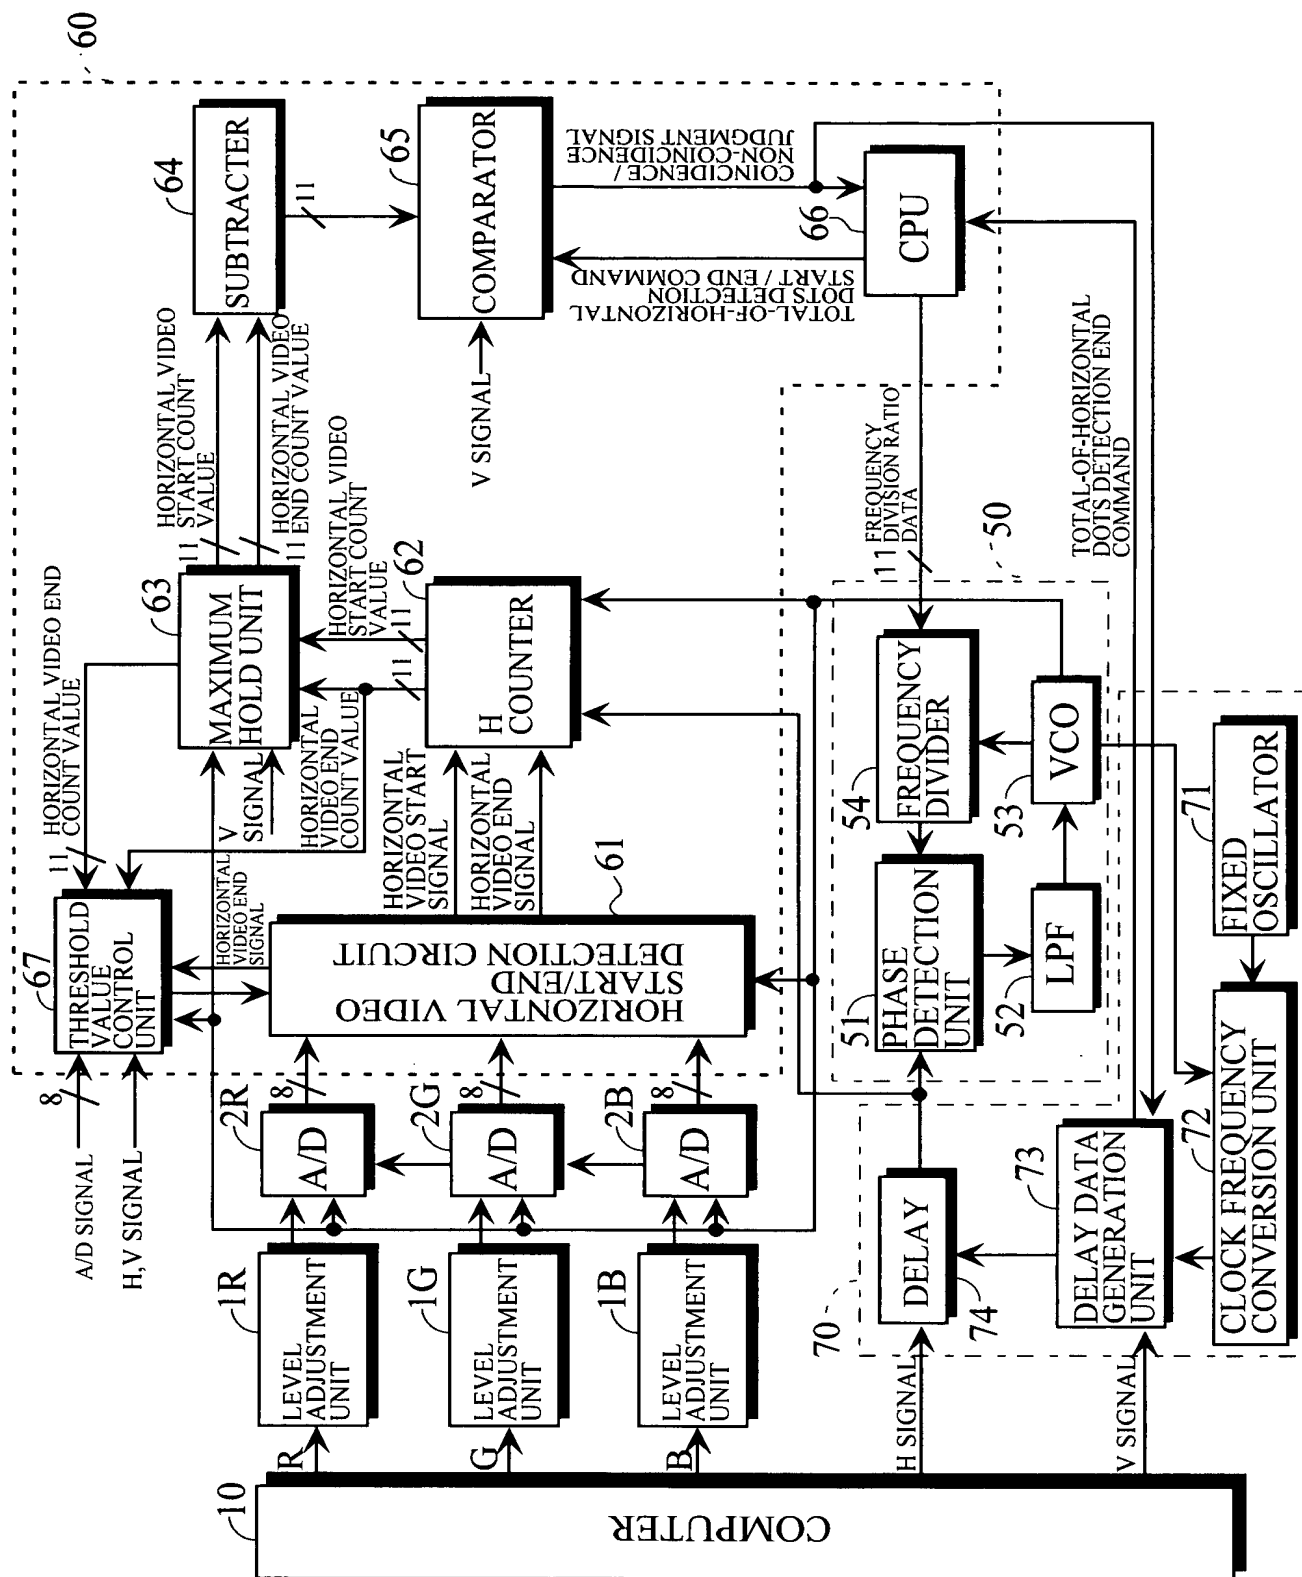 60
64
SUBTRACTER
65
COMPARATOR
11
COINCIDENCE /
NON-COINCIDENCE
JUDGMENT SIGNAL
66
CPU
TOTAL-OF-HORIZONTAL
DOTS DETECTION
START / END COMMAND
V SIGNAL
HORIZONTAL VIDEO
START COUNT
VALUE
HORIZONTAL VIDEO
END COUNT VALUE
11
11
63
MAXIMUM
HOLD UNIT
HORIZONTAL VIDEO
START COUNT
VALUE
11
11
62
H
COUNTER
HORIZONTAL VIDEO END
COUNT VALUE
11
V
SIGNAL
HORIZONTAL
VIDEO END
COUNT VALUE
67
THRESHOLD
VALUE
CONTROL
UNIT
HORIZONTAL
VIDEO END
SIGNAL
HORIZONTAL
VIDEO START
SIGNAL
HORIZONTAL
VIDEO END
SIGNAL
61
HORIZONTAL VIDEO
START/END
DETECTION CIRCUIT
FREQUENCY
DIVISION RATIO
DATA
11
50
TOTAL-OF-HORIZONTAL
DOTS DETECTION END
COMMAND
54
FREQUENCY
DIVIDER
53
VCO
51
PHASE
DETECTION
UNIT
52
LPF
71
FIXED
OSCILLATOR
72
CLOCK FREQUENCY
CONVERSION UNIT
73
DELAY DATA
GENERATION
UNIT
74
DELAY
70
8
A/D SIGNAL
H,V SIGNAL
2R
A/D
8
2G
A/D
8
2B
A/D
8
1R
LEVEL
ADJUSTMENT
UNIT
1G
LEVEL
ADJUSTMENT
UNIT
1B
LEVEL
ADJUSTMENT
UNIT
R
G
B
H SIGNAL
V SIGNAL
10
COMPUTER